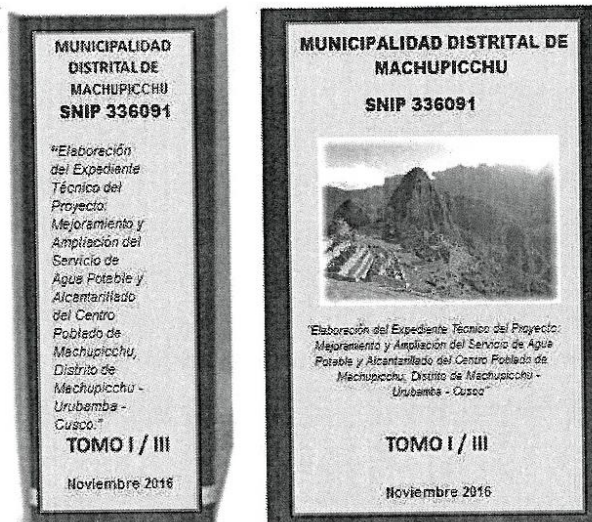 MUNICIPALIDAD
DISTRITAL DE
MACHUPICCHU
SNIP 336091
"Elaboración
del Expediente
Técnico del
Proyecto:
Mejoramiento y
Ampliación del
Servicio de
Agua Potable y
Alcantarillado
del Centro
Poblado de
Machupicchu,
Distrito de
Machupicchu -
Urubamba -
Cusco."
TOMO I / III
Noviembre 2016
MUNICIPALIDAD DISTRITAL DE
MACHUPICCHU
SNIP 336091
"Elaboración del Expediente Técnico del Proyecto:
Mejoramiento y Ampliación del Servicio de Agua
Potable y Alcantarillado del Centro Poblado de
Machupicchu, Distrito de Machupicchu -
Urubamba - Cusco"
TOMO I / III
Noviembre 2016